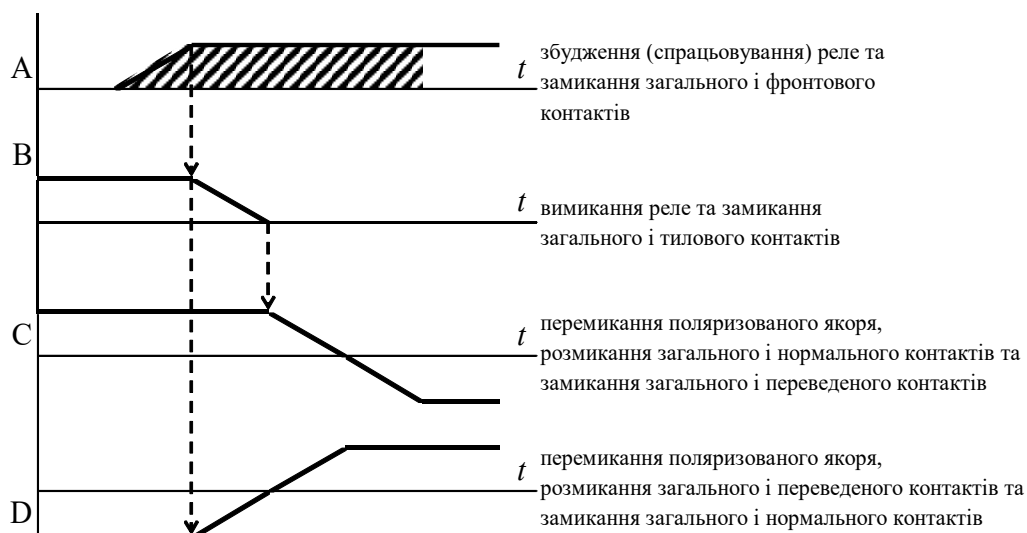 A
t
збудження (спрацьовування) реле та
замикання загального і фронтового
контактів
B
t
вимикання реле та замикання
загального і тилового контактів
C
t
перемикання поляризованого якоря,
розмикання загального і нормального контактів та
замикання загального і переведеного контактів
D
t
перемикання поляризованого якоря,
розмикання загального і переведеного контактів та
замикання загального і нормального контактів